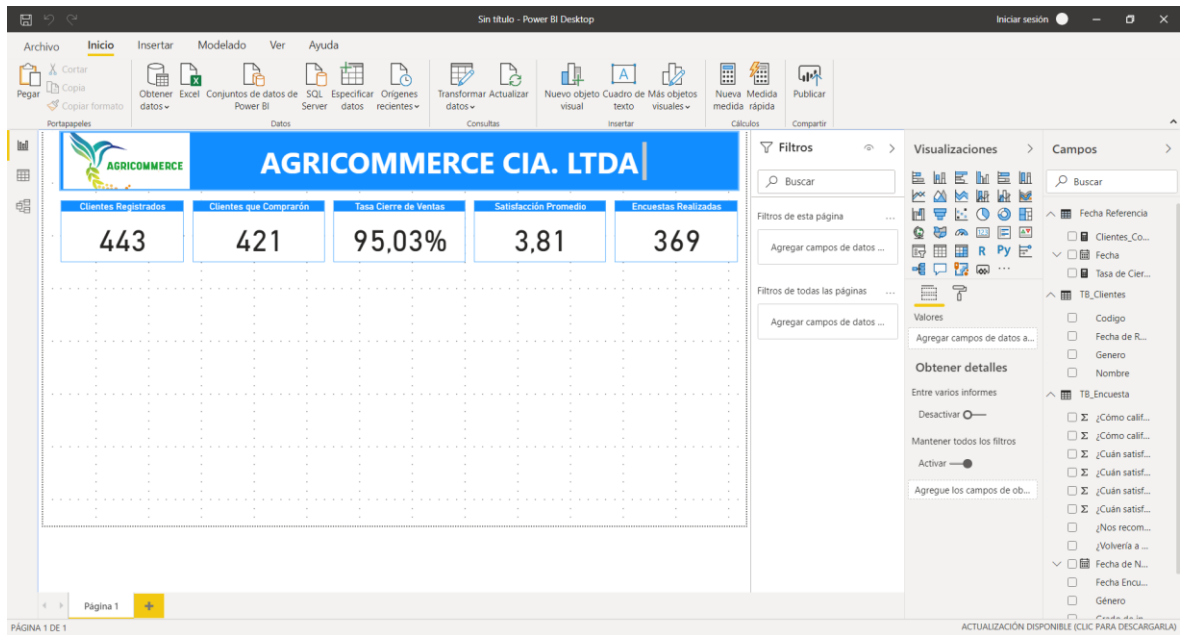 Sin título - Power BI Desktop
Iniciar sesión
Archivo Inicio Insertar Modelado Ver Ayuda
Pegar
Cortar
Copia
Copiar formato
Portapapeles
Obtener datos
Excel
Conjuntos de datos de Power BI
SQL Server
Especificar datos
Orígenes recientes
Datos
Transformar datos
Actualizar
Consultas
Nuevo objeto visual
Cuadro de texto
Más objetos visuales
Insertar
Nueva medida
Medida rápida
Cálculos
Publicar
Compartir
AGRICOMMERCE
AGRICOMMERCE CIA. LTDA
Clientes Registrados
443
Clientes que Comprarón
421
Tasa Cierre de Ventas
95,03%
Satisfacción Promedio
3,81
Encuestas Realizadas
369
Filtros
Buscar
Filtros de esta página ...
Agregar campos de datos ...
Filtros de todas las páginas ...
Agregar campos de datos ...
Visualizaciones
R Py
...
Valores
Agregar campos de datos a...
Obtener detalles
Entre varios informes
Desactivar
Mantener todos los filtros
Activar
Agregue los campos de ob...
Campos
Buscar
Fecha Referencia
Clientes_Co...
Fecha
Tasa de Cier...
TB_Clientes
Codigo
Fecha de R...
Genero
Nombre
TB_Encuesta
Σ ¿Cómo calif...
Σ ¿Cómo calif...
Σ ¿Cuán satisf...
Σ ¿Cuán satisf...
Σ ¿Cuán satisf...
Σ ¿Cuán satisf...
¿Nos recom...
¿Volvería a ...
Fecha de N...
Fecha Encu...
Género
Página 1
PÁGINA 1 DE 1
ACTUALIZACIÓN DISPONIBLE (CLIC PARA DESCARGARLA)